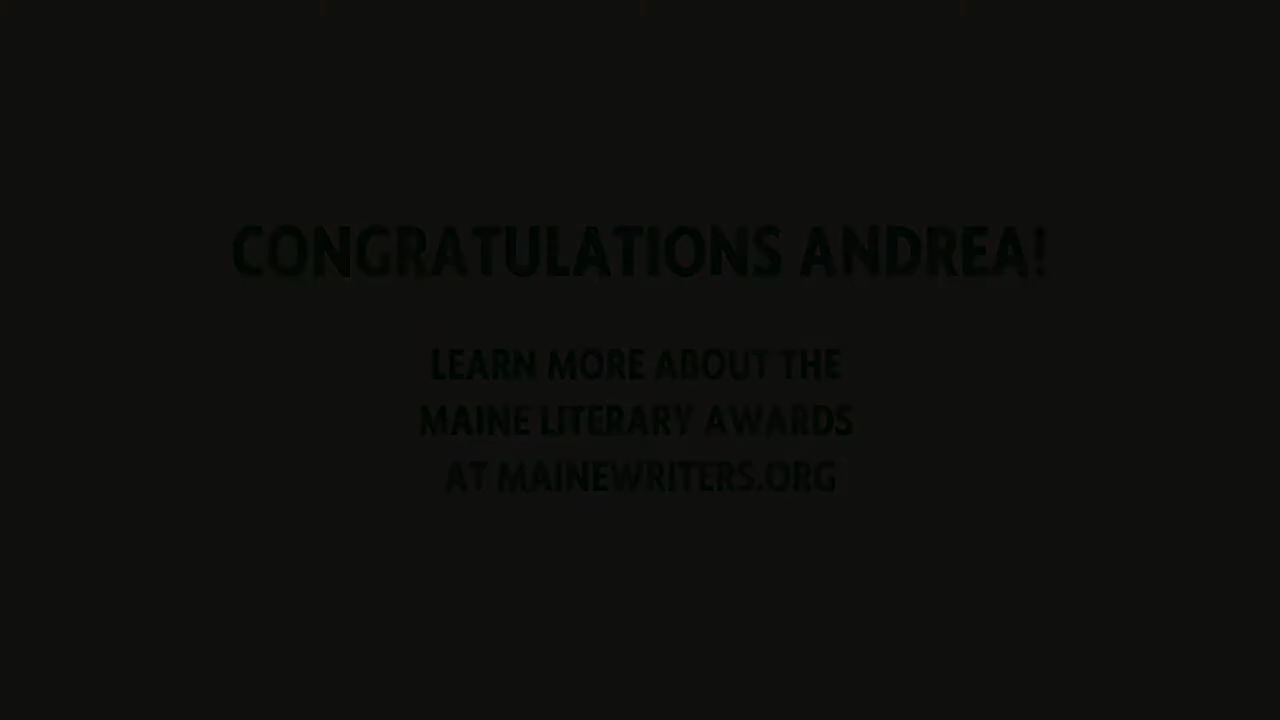 CONGRATULATIONS ANDREA!
LEARN MORE ABOUT THE
MAINE LITERARY AWARDS
AT MAINEWRITERS.ORG